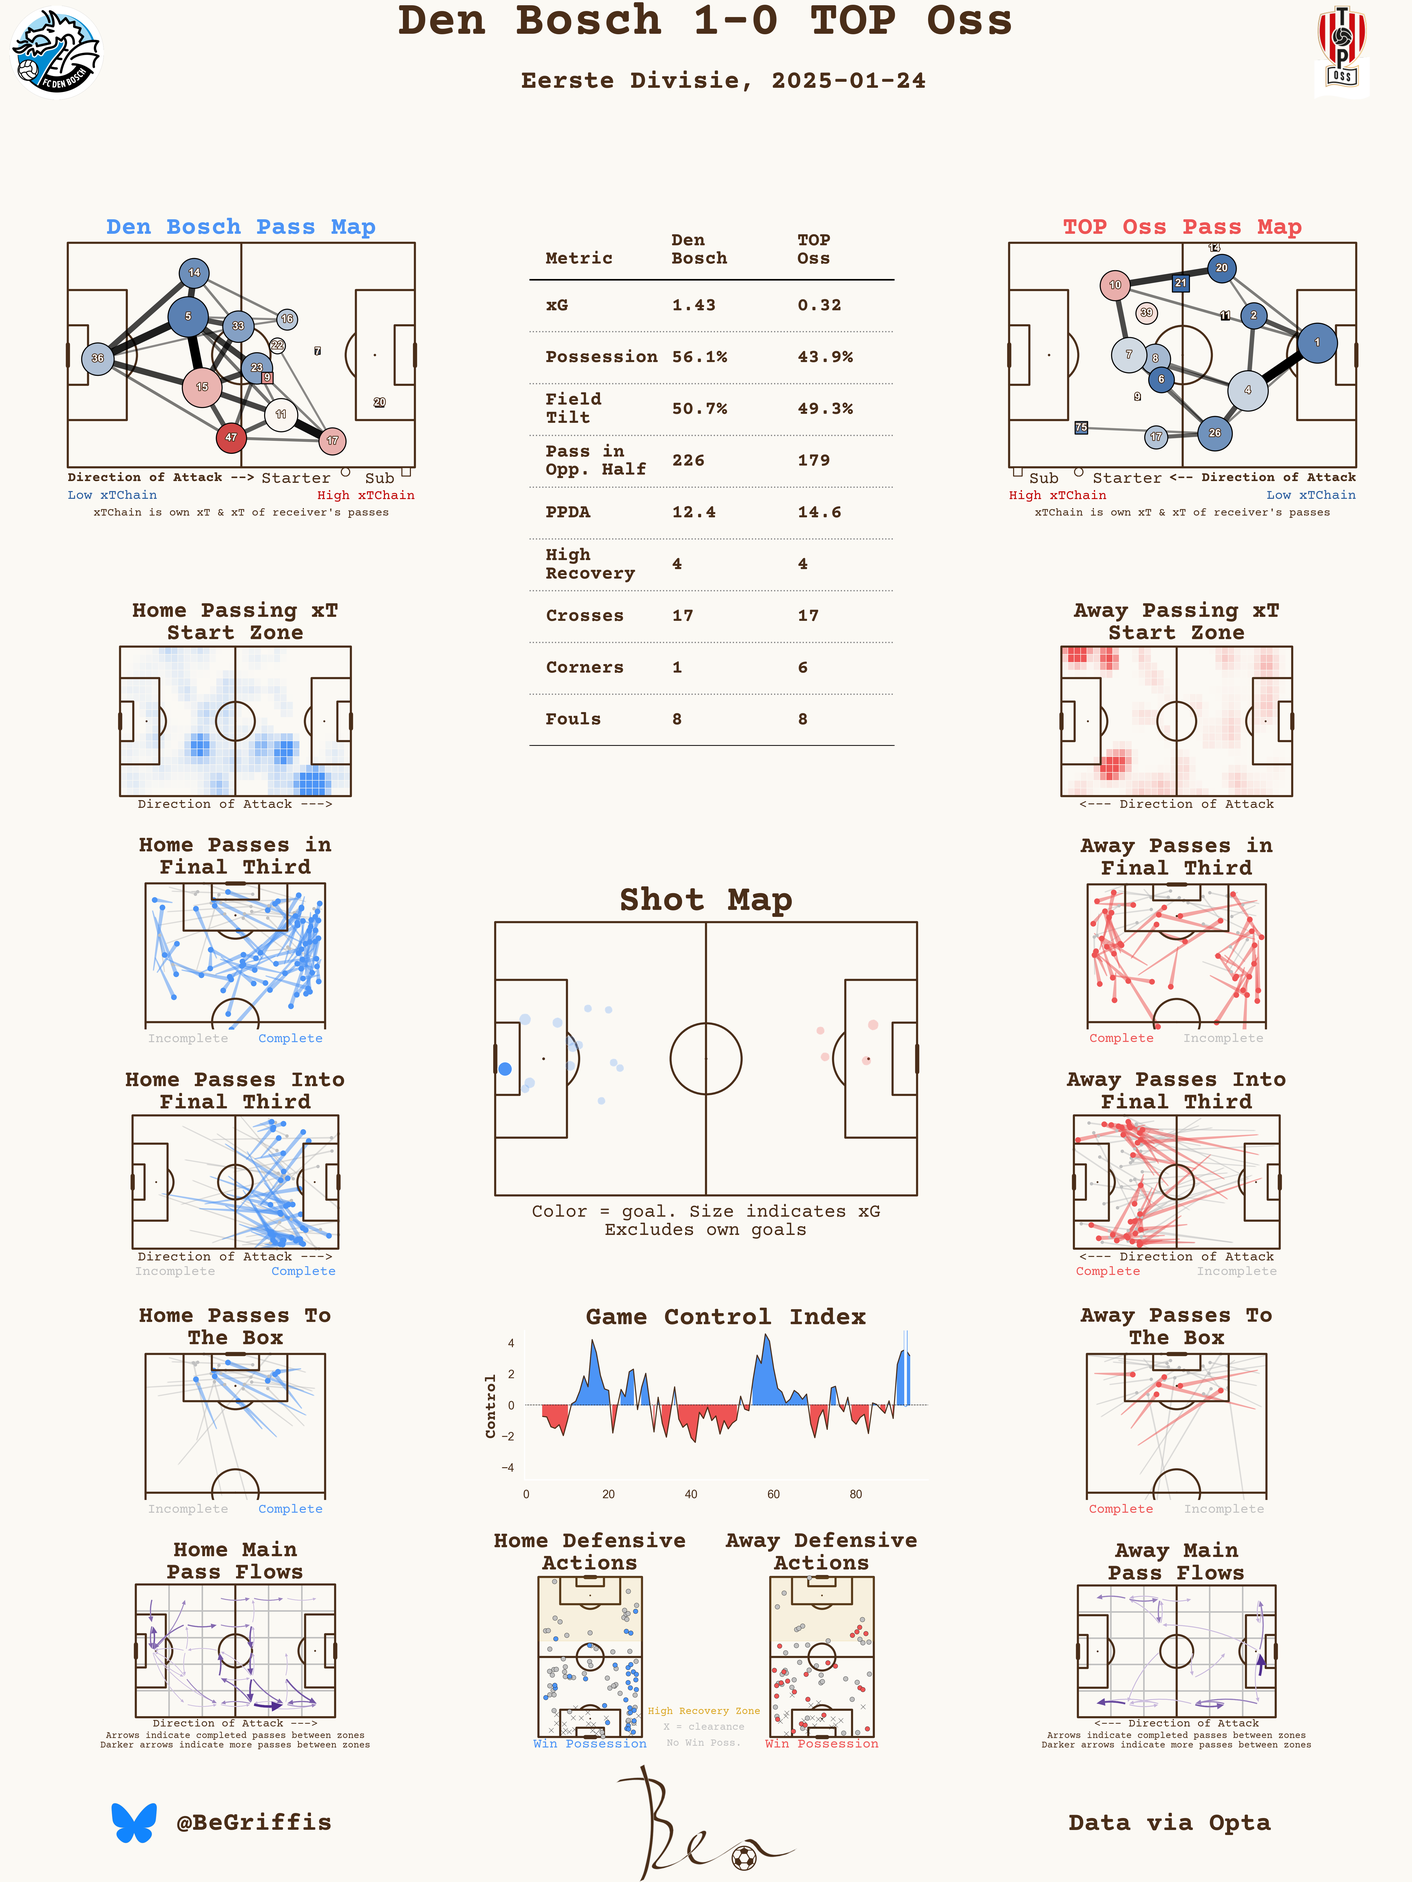 Den Bosch 1-0 TOP Oss
Eerste Divisie, 2025-01-24
FC DEN BOSCH
TOP
OSS
Den Bosch Pass Map
14
5
33
16
22
7
36
23
9
15
20
11
47
17
Direction of Attack --> Starter Sub
Low xTChain High xTChain
xTChain is own xT & xT of receiver's passes
Metric Den Bosch TOP Oss
xG 1.43 0.32
Possession 56.1% 43.9%
Field Tilt 50.7% 49.3%
Pass in Opp. Half 226 179
PPDA 12.4 14.6
High Recovery 4 4
Crosses 17 17
Corners 1 6
Fouls 8 8
TOP Oss Pass Map
14
20
10
21
39
11
2
1
7
8
6
4
9
75
17
26
Sub Starter <-- Direction of Attack
High xTChain Low xTChain
xTChain is own xT & xT of receiver's passes
Home Passing xT
Start Zone
Direction of Attack --->
Away Passing xT
Start Zone
<--- Direction of Attack
Home Passes in
Final Third
Incomplete Complete
Away Passes in
Final Third
Complete Incomplete
Shot Map
Color = goal. Size indicates xG
Excludes own goals
Home Passes Into
Final Third
Direction of Attack --->
Incomplete Complete
Away Passes Into
Final Third
<--- Direction of Attack
Complete Incomplete
Game Control Index
Control
4
2
0
−2
−4
0 20 40 60 80
Home Passes To
The Box
Incomplete Complete
Away Passes To
The Box
Complete Incomplete
Home Main
Pass Flows
Direction of Attack --->
Arrows indicate completed passes between zones
Darker arrows indicate more passes between zones
Home Defensive
Actions
Win Possession
High Recovery Zone
X = clearance
No Win Poss.
Away Defensive
Actions
Win Possession
Away Main
Pass Flows
<--- Direction of Attack
Arrows indicate completed passes between zones
Darker arrows indicate more passes between zones
@BeGriffis
Ben
Data via Opta